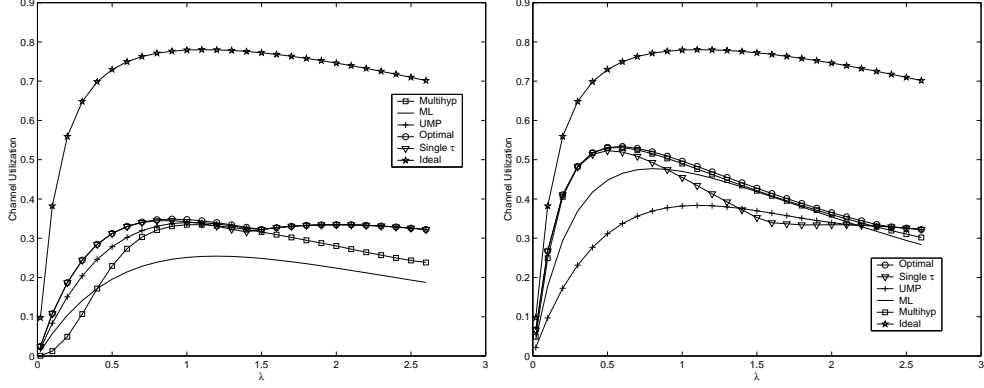 0.9
0.8
0.7
0.6
0.5
0.4
0.3
0.2
0.1
0
0 0.5 1 1.5 2 2.5 3
Channel Utilization
λ
Multihyp
ML
UMP
Optimal
Single τ
Ideal
0.9
0.8
0.7
0.6
0.5
0.4
0.3
0.2
0.1
0
0 0.5 1 1.5 2 2.5 3
Channel Utilization
λ
Optimal
Single τ
UMP
ML
Multihyp
Ideal